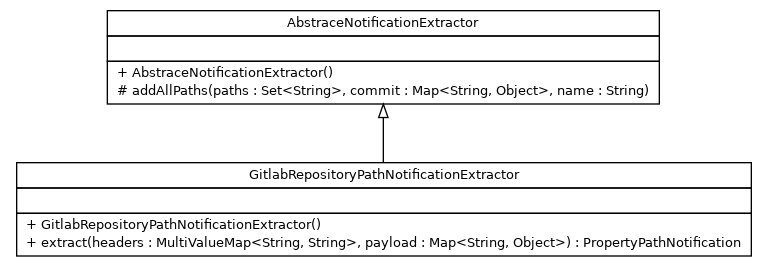 AbstraceNotificationExtractor
+ AbstraceNotificationExtractor()
# addAllPaths(paths : Set<String>, commit : Map<String, Object>, name : String)
GitlabRepositoryPathNotificationExtractor
+ GitlabRepositoryPathNotificationExtractor()
+ extract(headers : MultiValueMap<String, String>, payload : Map<String, Object>) : PropertyPathNotification